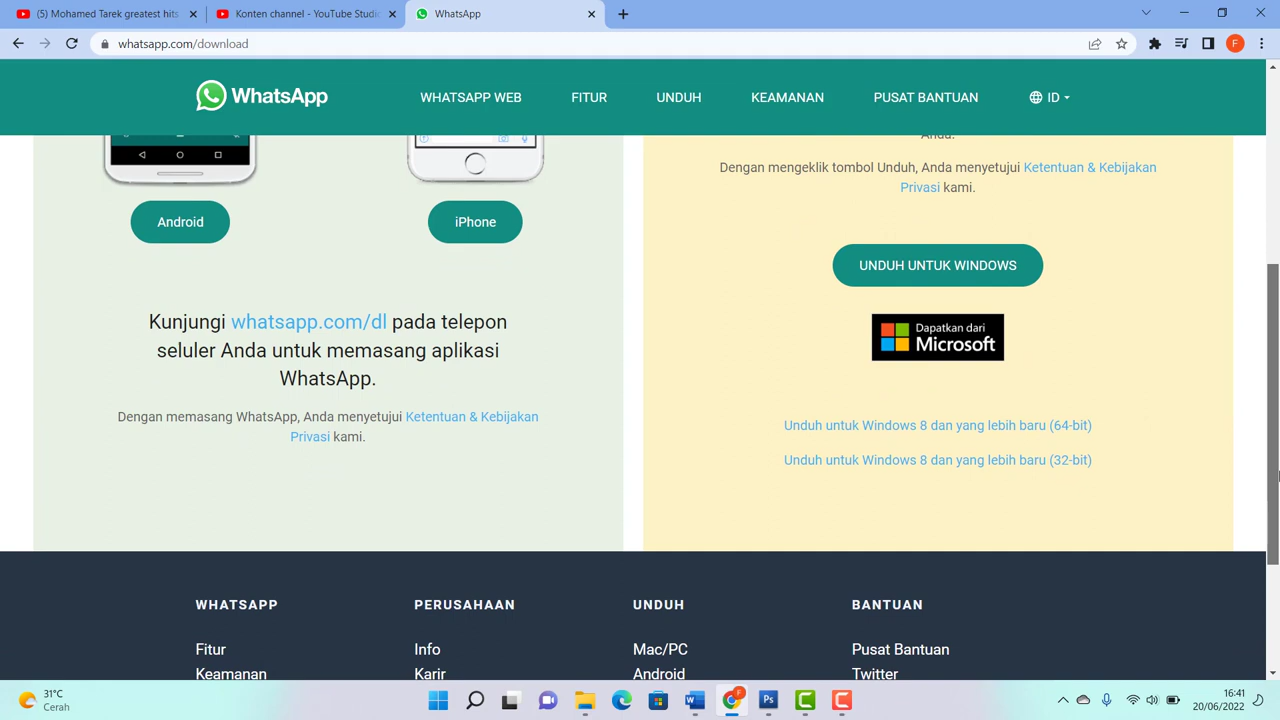 (5) Mohamed Tarek greatest hits
Konten channel - YouTube Studio
WhatsApp
whatsapp.com/download
F
WhatsApp
WHATSAPP WEB
FITUR
UNDUH
KEAMANAN
PUSAT BANTUAN
ID
Android
iPhone
Kunjungi whatsapp.com/dl pada telepon
seluler Anda untuk memasang aplikasi
WhatsApp.
Dengan memasang WhatsApp, Anda menyetujui Ketentuan & Kebijakan
Privasi kami.
Anda.
Dengan mengeklik tombol Unduh, Anda menyetujui Ketentuan & Kebijakan
Privasi kami.
UNDUH UNTUK WINDOWS
Dapatkan dari
Microsoft
Unduh untuk Windows 8 dan yang lebih baru (64-bit)
Unduh untuk Windows 8 dan yang lebih baru (32-bit)
WHATSAPP
Fitur
Keamanan
PERUSAHAAN
Info
Karir
UNDUH
Mac/PC
Android
BANTUAN
Pusat Bantuan
Twitter
31°C
Cerah
F
Ps
16:41
20/06/2022